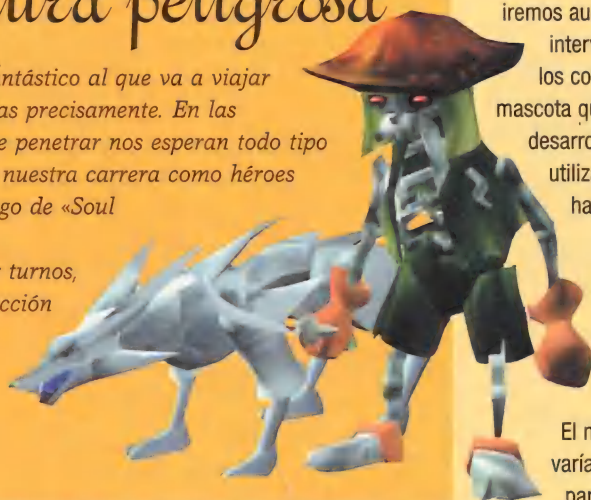 peligrosa
ntástico al que va a viajar
as precisamente. En las
e penetrar nos esperan todo tipo
nuestra carrera como héroes
go de «Soul
turnos,
cción
iremos au
interv
los co
mascota qu
desarro
utiliz
ha
El n
varía
par